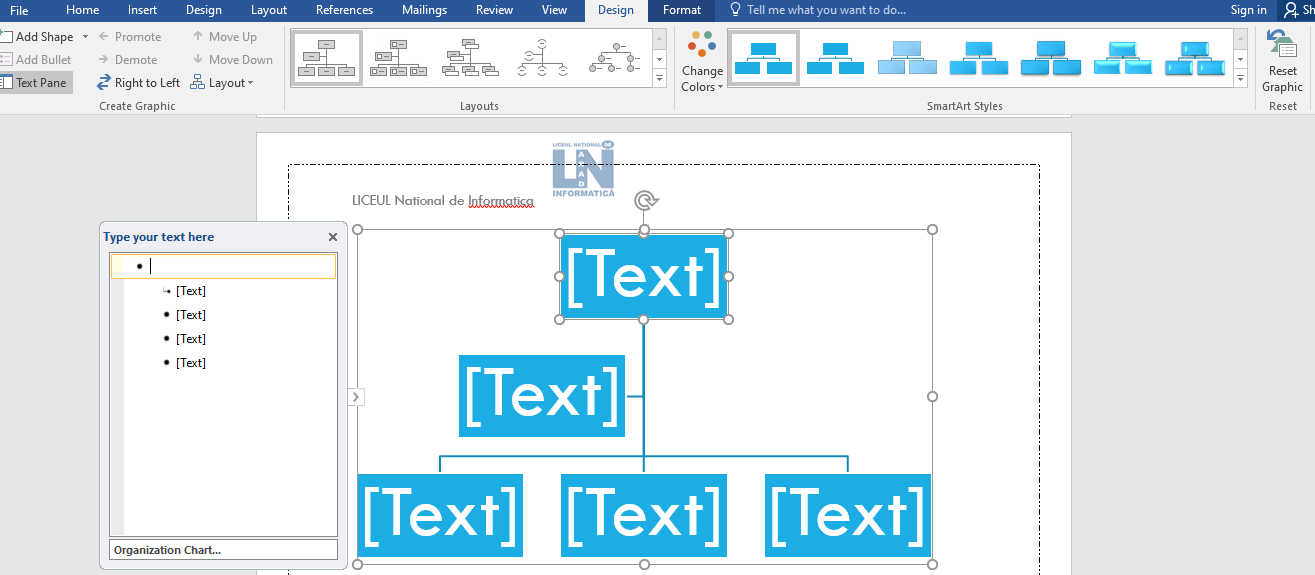 File Home Insert Design Layout References Mailings Review View Design Format Tell me what you want to do... Sign in Sh
Add Shape Promote Move Up
Add Bullet Demote Move Down
Text Pane Right to Left Layout
Create Graphic
Layouts
Change
Colors
SmartArt Styles
Reset
Graphic
Reset
LICEUL NATIONAL DE
LN
ARAD
INFORMATICĂ
LICEUL National de Informatica
Type your text here
[Text]
[Text]
[Text]
[Text]
Organization Chart...
[Text]
[Text]
[Text] [Text] [Text]